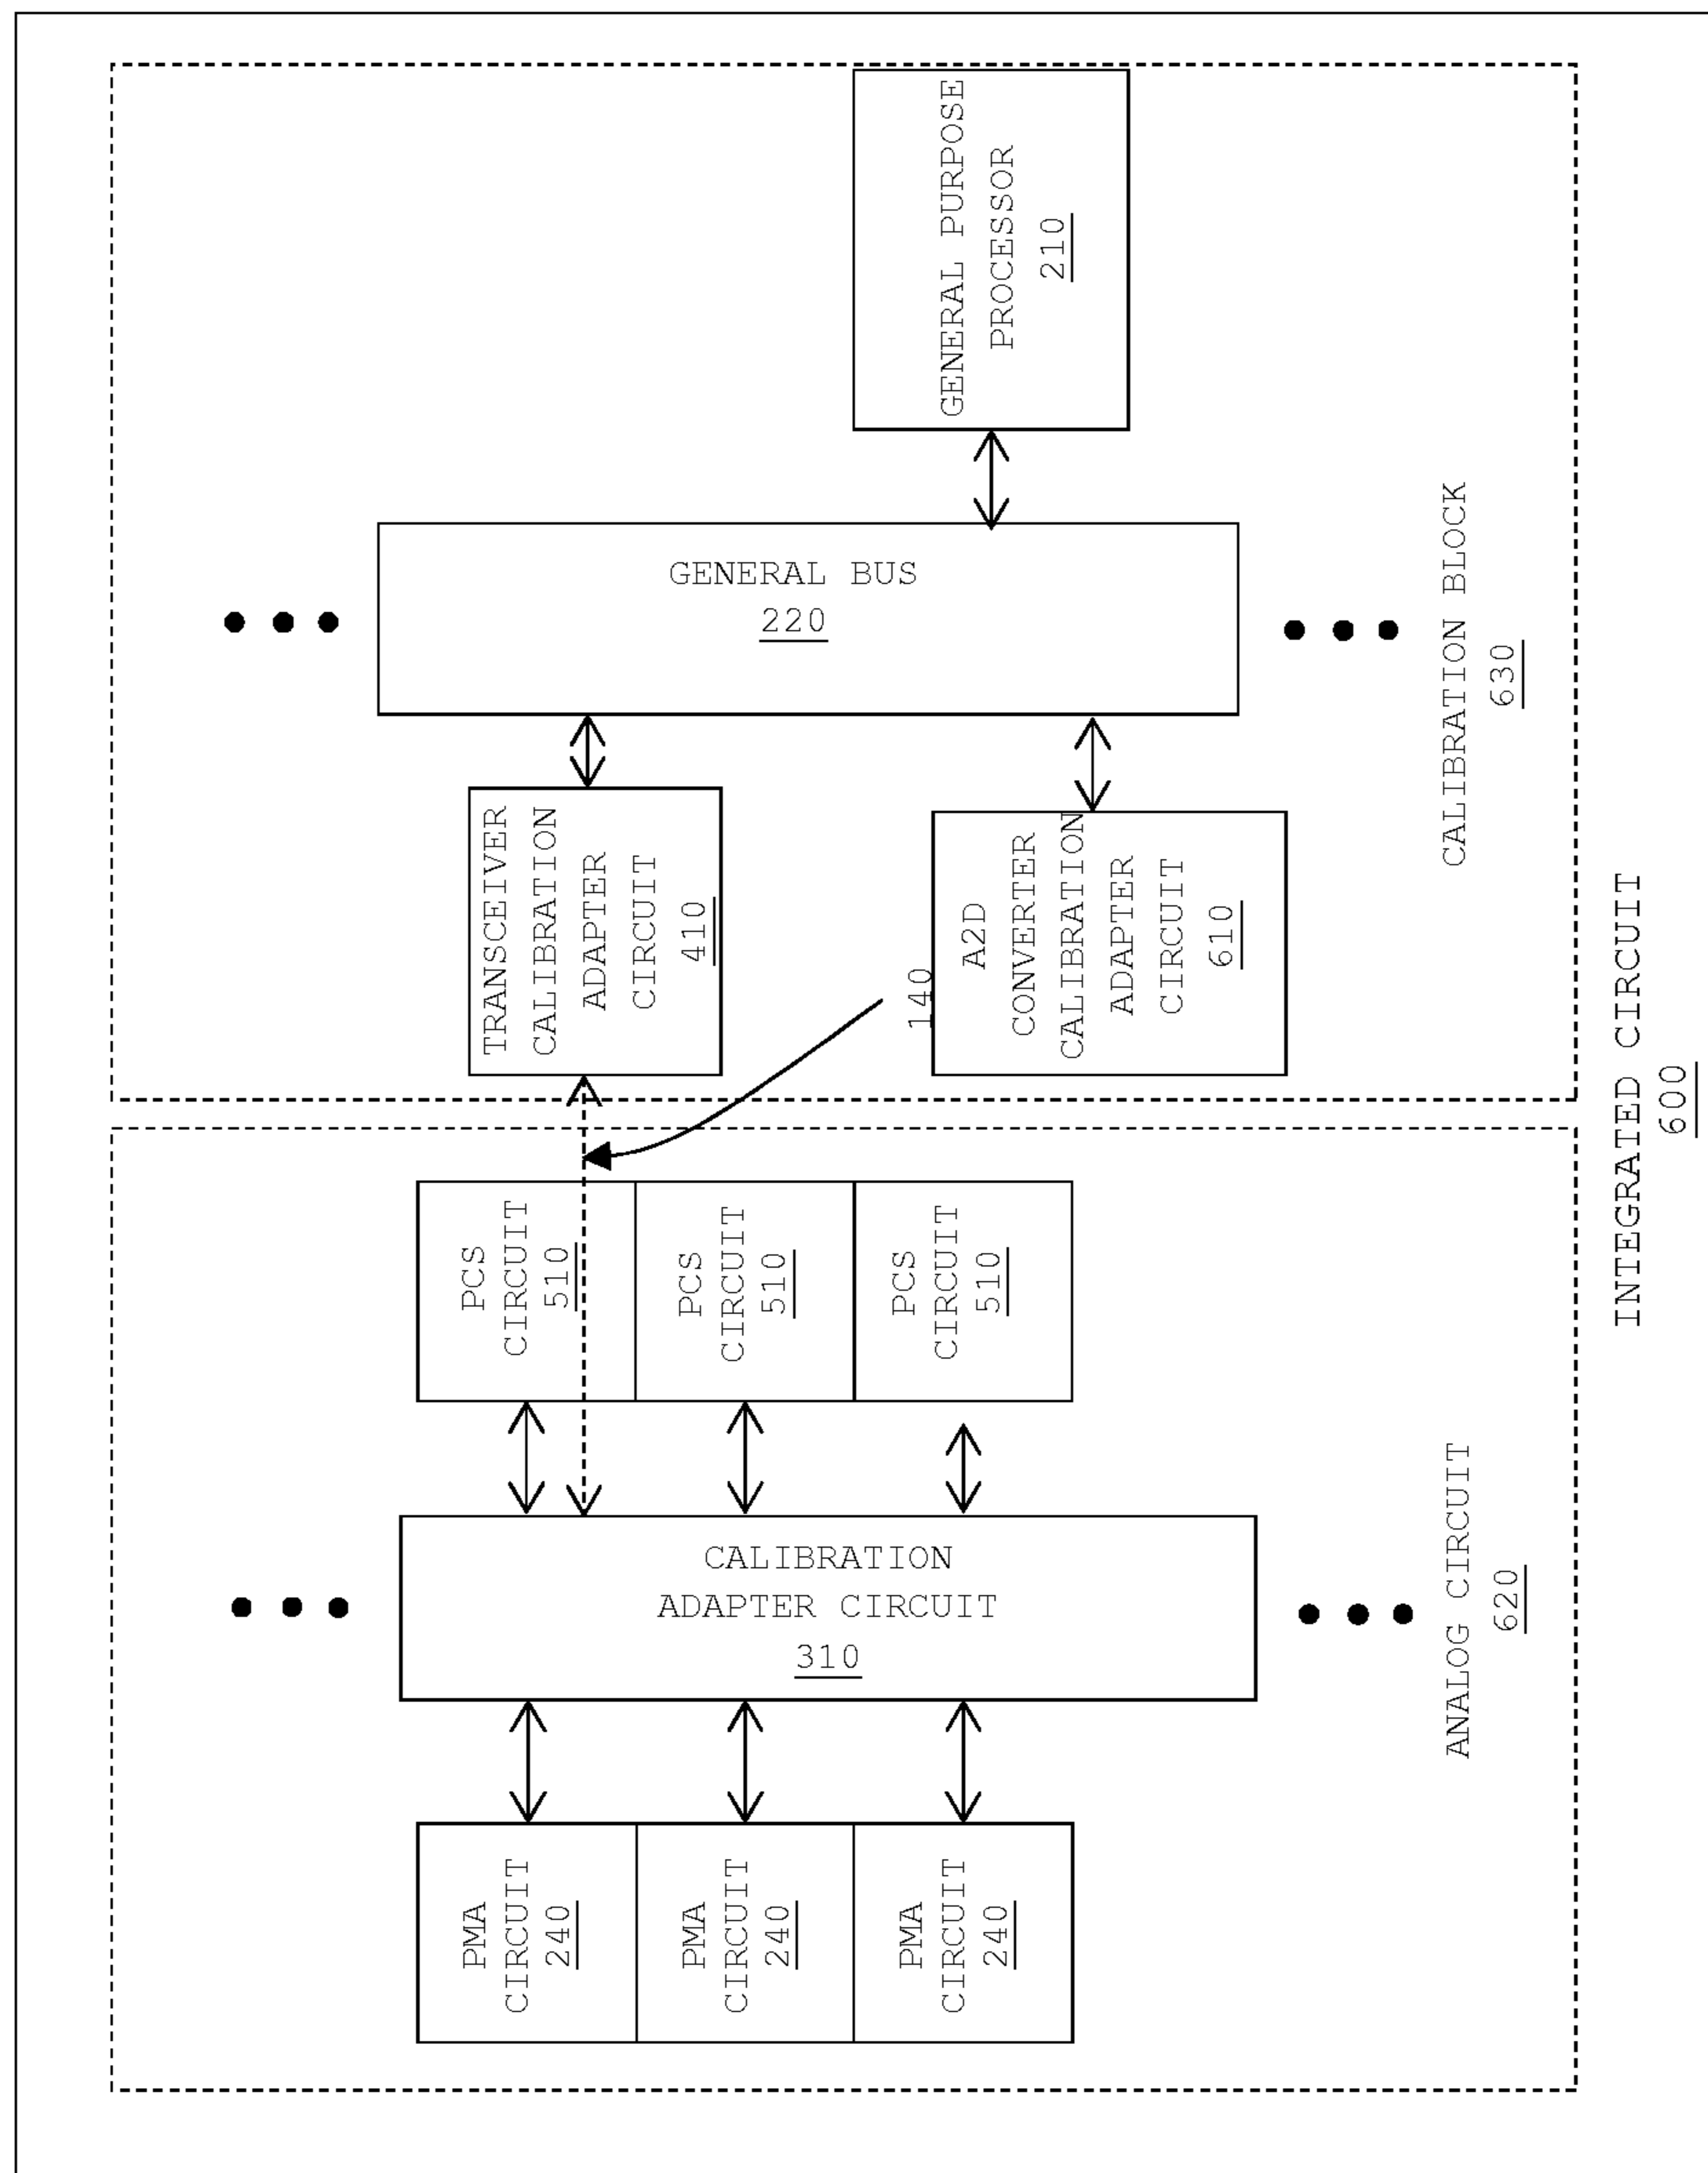 GENERAL PURPOSE
PROCESSOR
210
GENERAL BUS
220
TRANSCEIVER
CALIBRATION
ADAPTER
CIRCUIT
410
A2D
CONVERTER
CALIBRATION
ADAPTER
CIRCUIT
610
CALIBRATION BLOCK
630
140
PCS
CIRCUIT
510
PCS
CIRCUIT
510
PCS
CIRCUIT
510
CALIBRATION
ADAPTER CIRCUIT
310
PMA
CIRCUIT
240
PMA
CIRCUIT
240
PMA
CIRCUIT
240
ANALOG CIRCUIT
620
INTEGRATED CIRCUIT
600